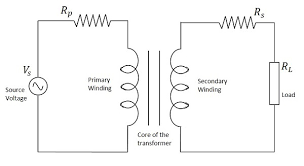 Rp
Rs
Vs
Source
Voltage
Primary
Winding
Secondary
Winding
RL
Load
Core of the
transformer